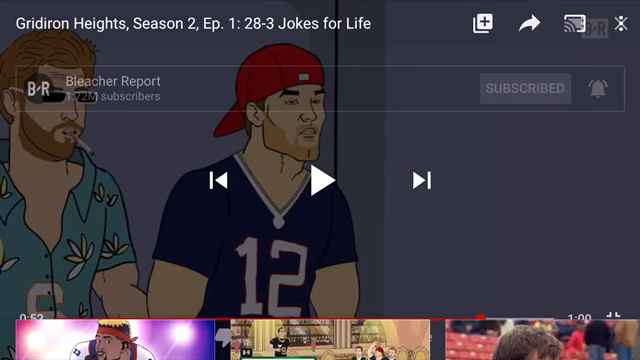 Gridiron Heights, Season 2, Ep. 1: 28-3 Jokes for Life
B/R
B/R
Bleacher Report
1.72M subscribers
SUBSCRIBED
12
0:52
1:00
B/R